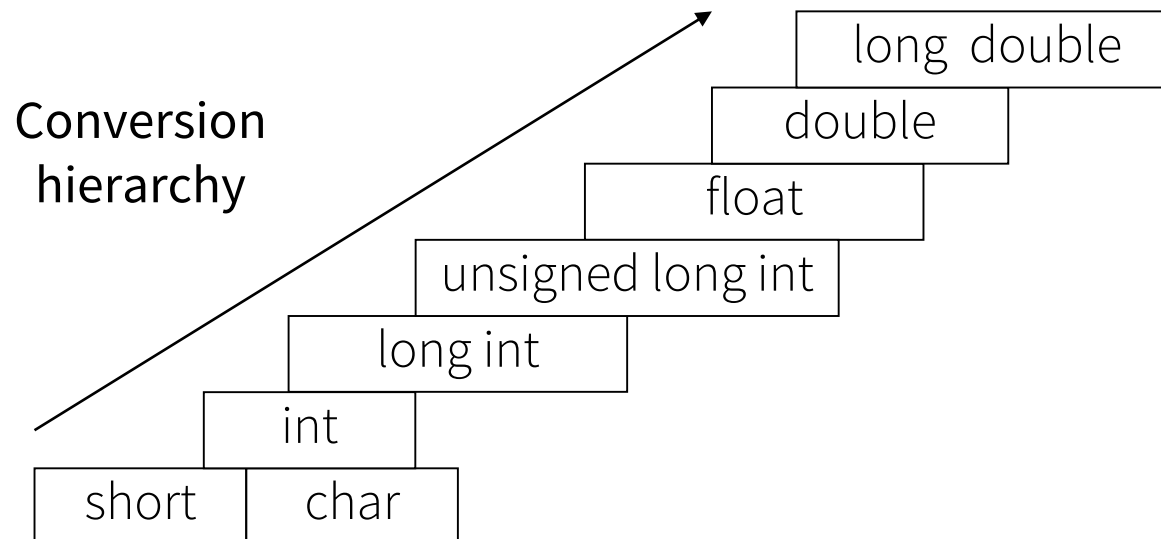 long double
Conversion
hierarchy
double
float
unsigned long int
long int
int
short
char